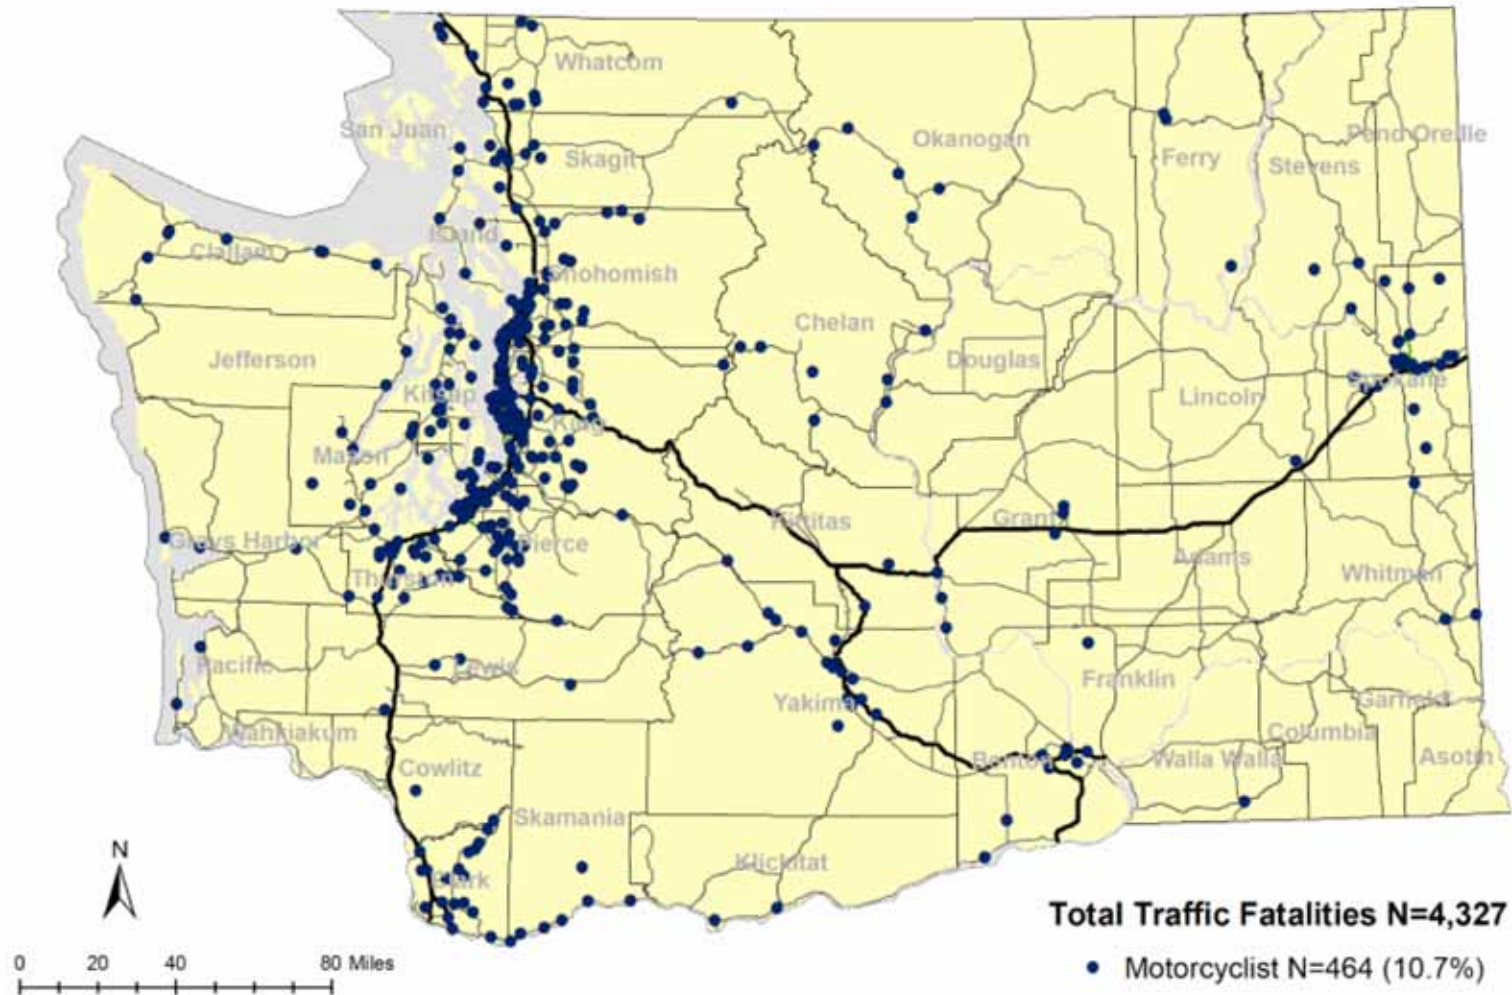 Whatcom
San Juan
Okanogan
Pend Oreille
Skagit
Ferry
Stevens
Island
Clallam
Snohomish
Chelan
Jefferson
Douglas
Kitsap
Lincoln
Spokane
King
Mason
Kittitas
Grant
Grays Harbor
Pierce
Adams
Thurston
Whitman
Pacific
Lewis
Franklin
Yakima
Garfield
Wahkiakum
Columbia
Benton
Walla Walla
Asotin
Cowlitz
Skamania
N
Klickitat
Clark
Total Traffic Fatalities N=4,327
0 20 40 80 Miles
Motorcyclist N=464 (10.7%)